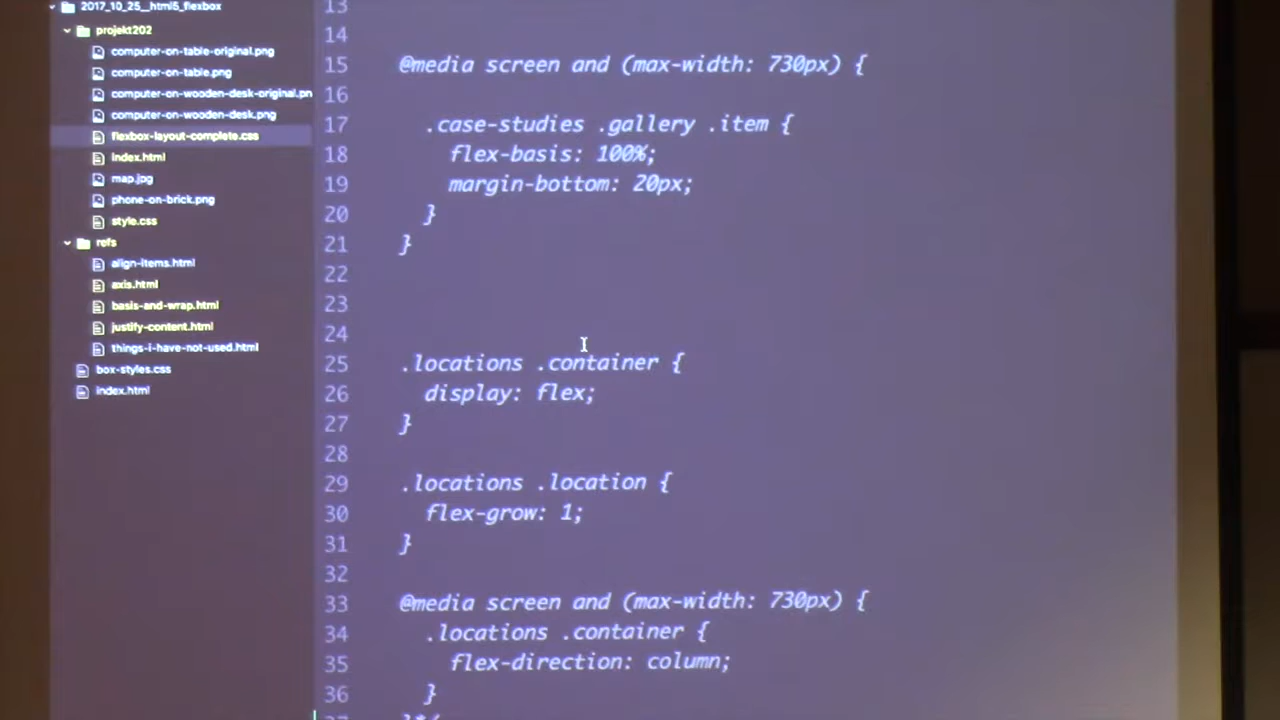 2017_10_25__html5_flexbox
projekt202
computer-on-table-original.png
computer-on-table.png
computer-on-wooden-desk-original.pn
computer-on-wooden-desk.png
flexbox-layout-complete.css
index.html
map.jpg
phone-on-brick.png
style.css
refs
align-items.html
axis.html
basis-and-wrap.html
justify-content.html
things-i-have-not-used.html
box-styles.css
index.html
13
14
15 @media screen and (max-width: 730px) {
16
17 .case-studies .gallery .item {
18 flex-basis: 100%;
19 margin-bottom: 20px;
20 }
21 }
22
23
24
25 .locations .container {
26 display: flex;
27 }
28
29 .locations .location {
30 flex-grow: 1;
31 }
32
33 @media screen and (max-width: 730px) {
34 .locations .container {
35 flex-direction: column;
36 }
37 }*/